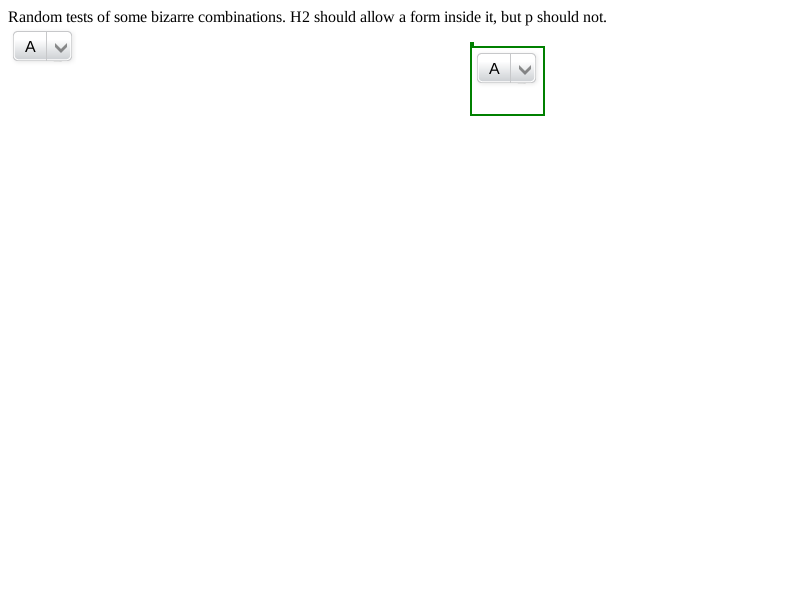 Random tests of some bizarre combinations. H2 should allow a form inside it, but p should not.
A
A